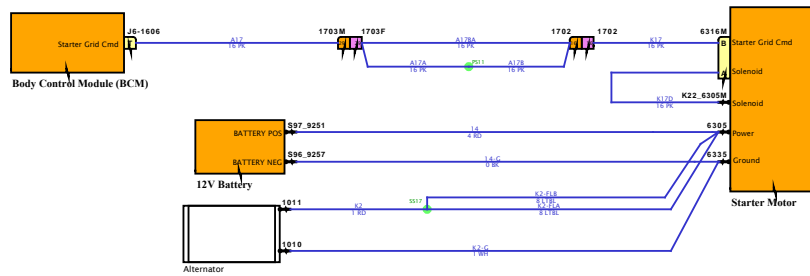 J6-1606
Starter Grid Cmd
Body Control Module (BCM)
A17
16 PK
1703M
1703F
A17BA
16 PK
A17A
16 PK
PS11
A17B
16 PK
1702
1702
K17
16 PK
6316M
B
Starter Grid Cmd
A
Solenoid
K17D
16 PK
K22_6305M
Solenoid
S97_9251
BATTERY POS
14
4 RD
6305
Power
S96_9257
BATTERY NEG
14-G
0 BK
6335
Ground
12V Battery
Starter Motor
1011
K2
1 RD
SS17
K2-FLB
8 LTBL
K2-FLA
8 LTBL
1010
K2-G
1 WH
Alternator